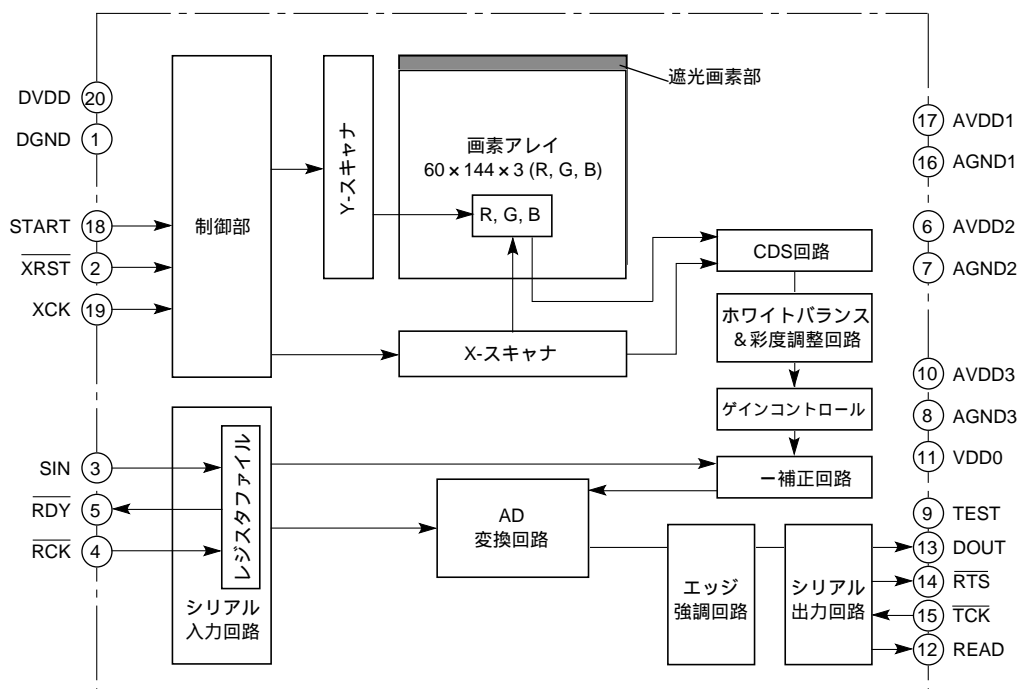 遮光画素部
DVDD 20
DGND 1
START 18
XRST 2
XCK 19
制御部
Y-スキャナ
画素アレイ
60×144×3 (R, G, B)
R, G, B
X-スキャナ
CDS回路
ホワイトバランス
&彩度調整回路
ゲインコントロール
ー補正回路
17 AVDD1
16 AGND1
6 AVDD2
7 AGND2
10 AVDD3
8 AGND3
11 VDD0
9 TEST
13 DOUT
14 RTS
15 TCK
12 READ
SIN 3
RDY 5
RCK 4
レジスタファイル
シリアル
入力回路
AD
変換回路
エッジ
強調回路
シリアル
出力回路